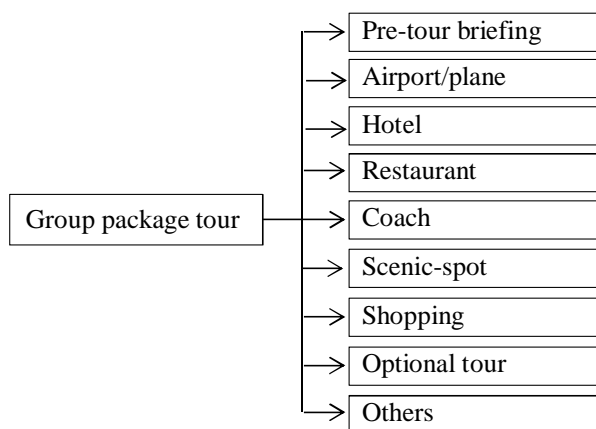 Pre-tour briefing
Airport/plane
Hotel
Restaurant
Group package tour
Coach
Scenic-spot
Shopping
Optional tour
Others